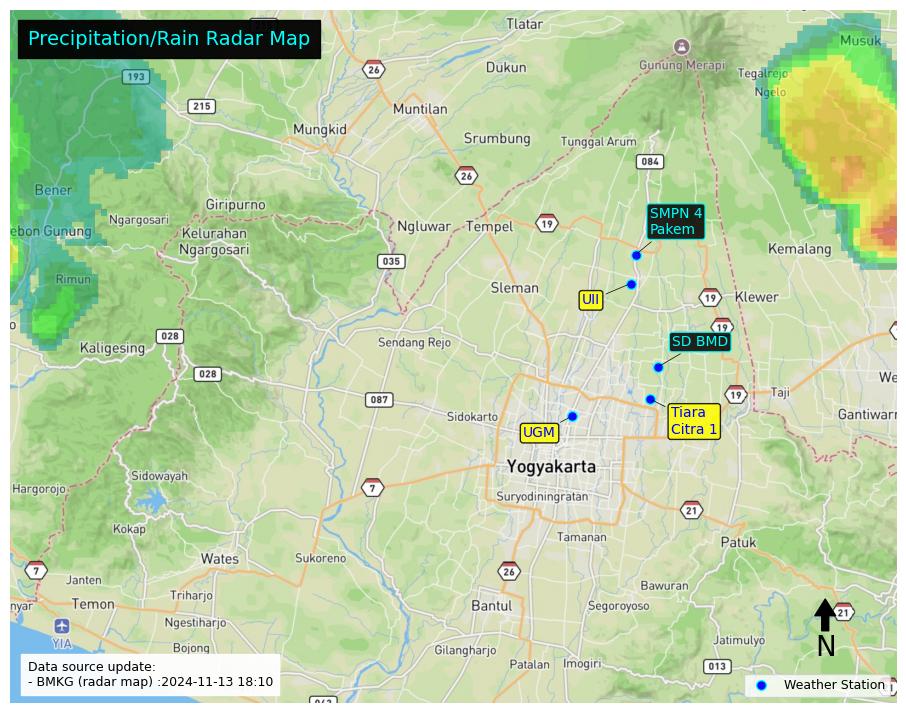 Precipitation/Rain Radar Map
Tlatar
Musuk
26
Gunung Merapi
193
Dukun
Tegalrejo
Ngelo
215
Muntilan
Mungkid
Srumbung
Tunggal Arum
084
26
Bener
Ngargosari
Giripurno
SMPN 4
Pakem
ebon Gunung
Kelurahan
Ngargosari
Ngluwar
Tempel
19
Kemalang
035
Rimun
Sleman
UII
19
Klewer
19
028
Kaligesing
Sendang Rejo
SD BMD
028
087
Taji
19
We
Sidokarto
Tiara
Citra 1
Gantiwarn
UGM
Yogyakarta
Sidowayah
Hargorojo
7
Suryodiningratan
21
Kokap
Tamanan
Patuk
Wates
Sukoreno
7
26
Janten
Bawuran
Temon
Triharjo
Bantul
Segoroyoso
nyar
21
Ngestiharjo
YIA
N
Bojong
Gilangharjo
Jatimulyo
Patalan
Imogiri
013
Data source update:
- BMKG (radar map) :2024-11-13 18:10
Weather Station